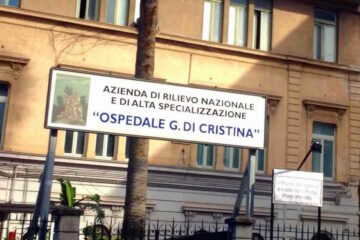 AZIENDA DI RILIEVO NAZIONALE
E DI ALTA SPECIALIZZAZIONE
"OSPEDALE G. DI CRISTINA"